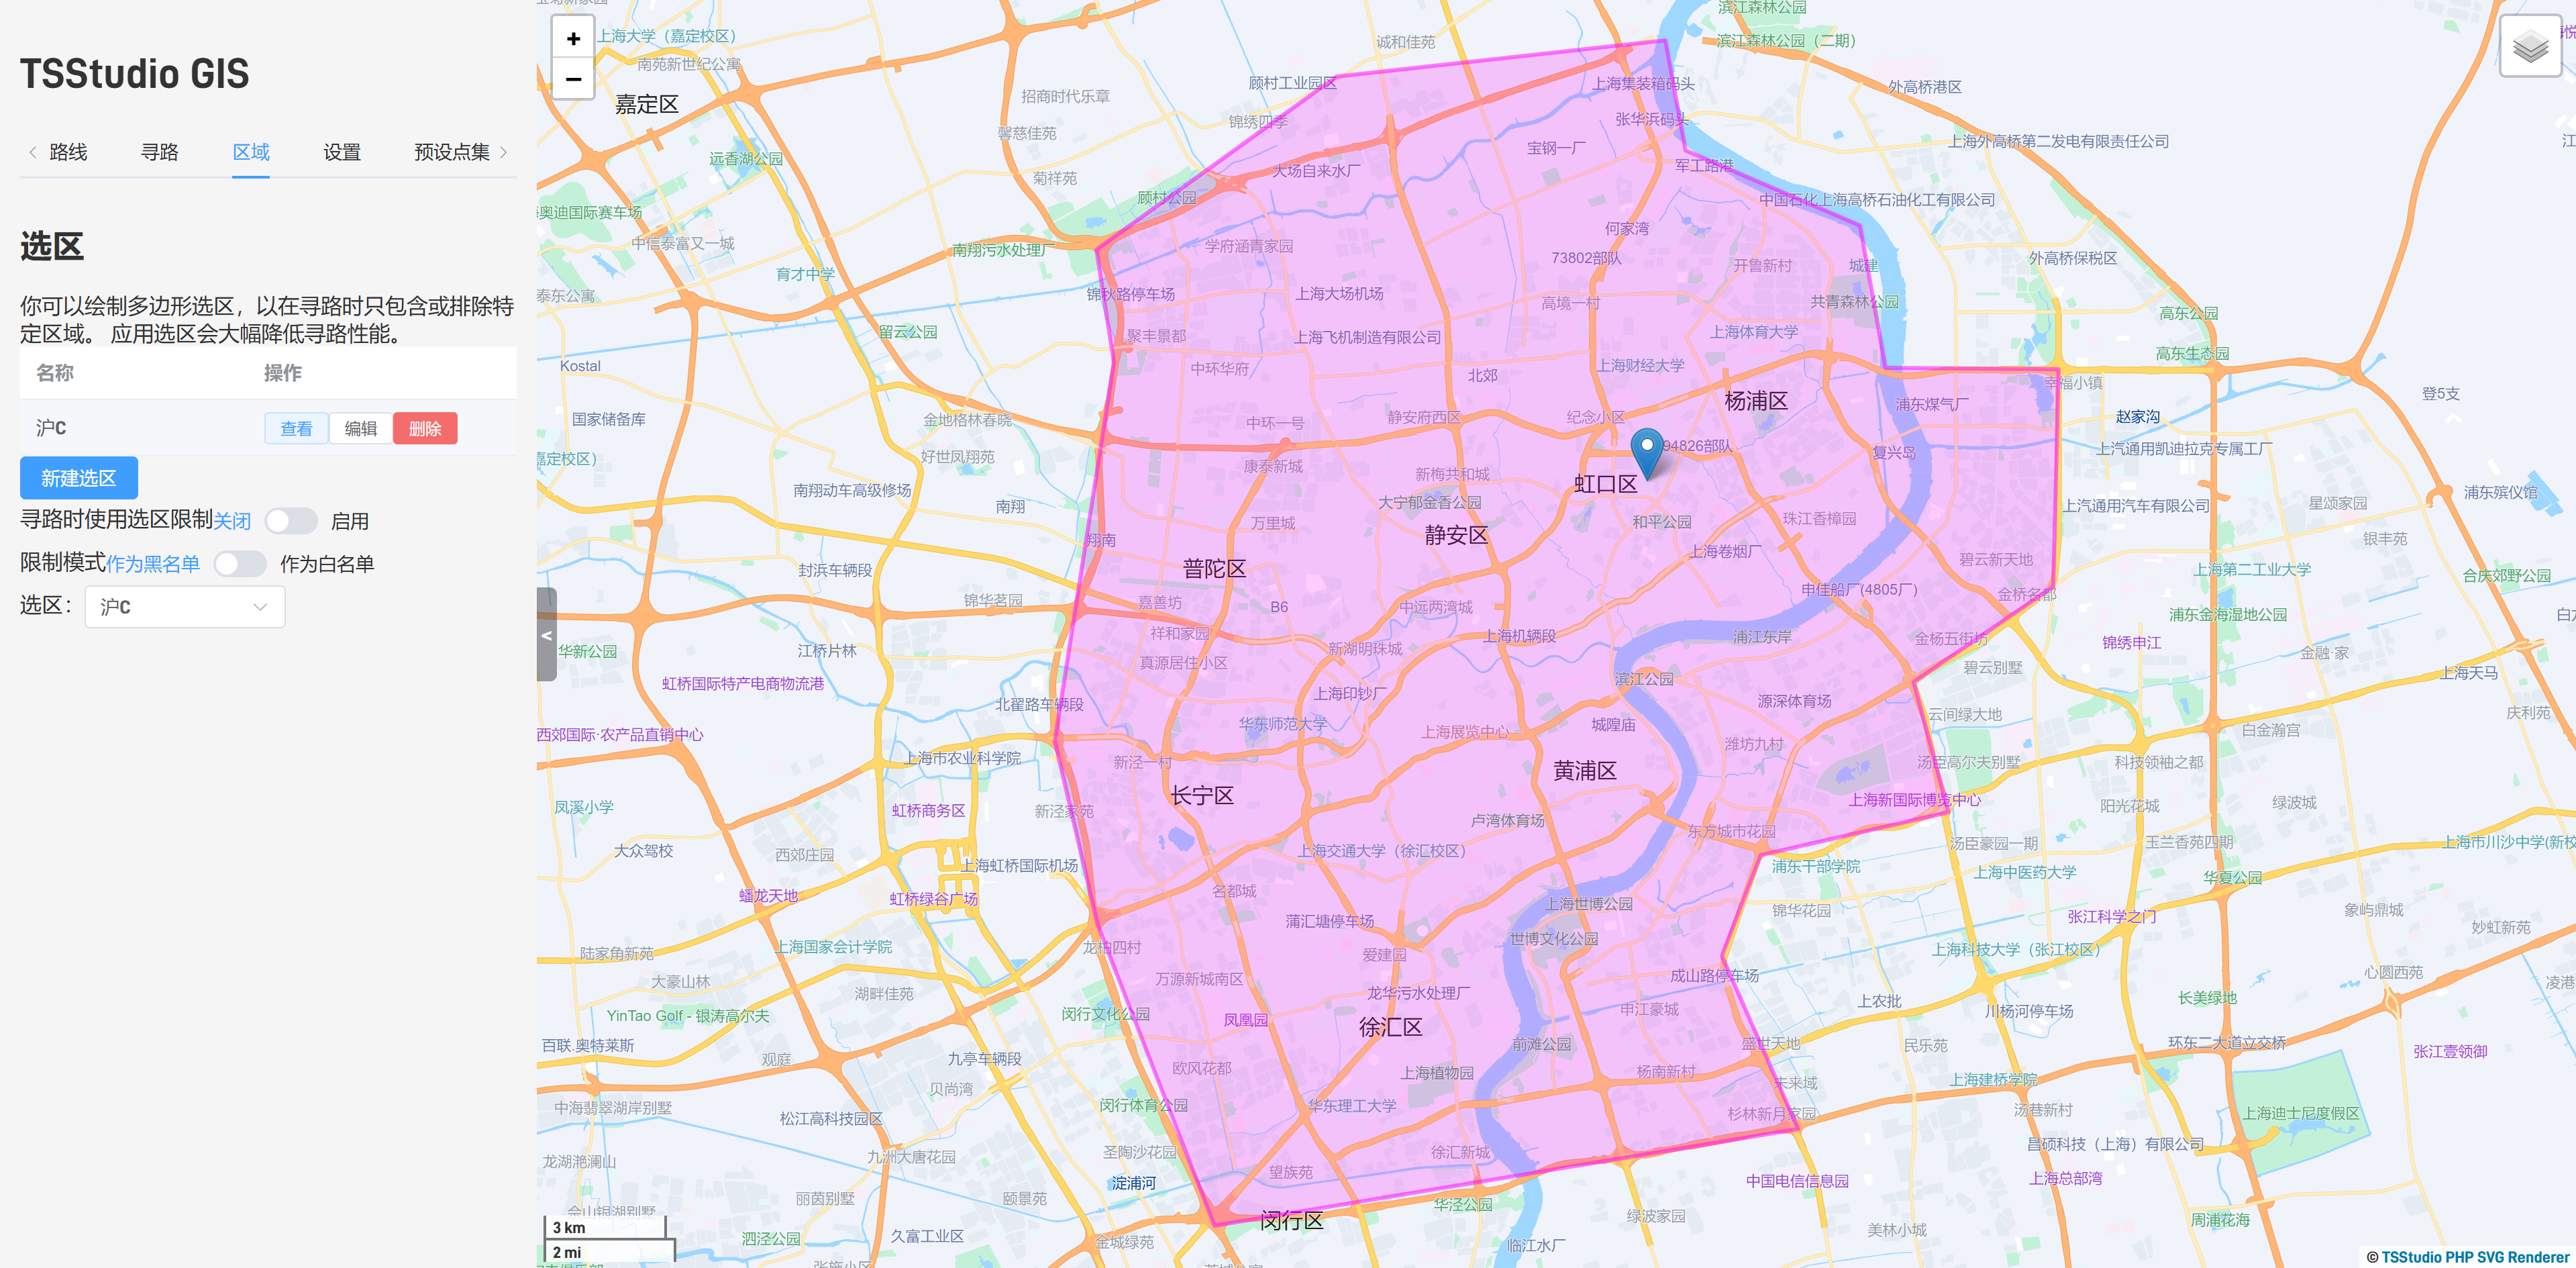 TSStudio GIS
路线
寻路
区域
设置
预设点集
选区
你可以绘制多边形选区，以在寻路时只包含或排除特
定区域。 应用选区会大幅降低寻路性能。
名称
操作
沪C
查看
编辑
删除
新建选区
寻路时使用选区限制关闭
启用
限制模式作为黑名单
作为白名单
选区：
沪C
+
−
<
滨江森林公园
上海大学（嘉定校区）
诚和佳苑
滨江森林公园（二期）
南苑新世纪公寓
顾村工业园区
上海集装箱码头
外高桥港区
嘉定区
招商时代乐章
锦绣四季
张华浜码头
馨慈佳苑
宝钢一厂
上海外高桥第二发电有限责任公司
远香湖公园
大场自来水厂
军工路港
菊祥苑
顾村公园
中国石化上海高桥石油化工有限公司
奥迪国际赛车场
何家湾
中信泰富又一城
南翔污水处理厂
学府涵青家园
73802部队
开鲁新村
城建
外高桥保税区
育才中学
泰东公寓
锦秋路停车场
上海大场机场
高境一村
共青森林公园
高东公园
留云公园
聚丰景都
上海飞机制造有限公司
上海体育大学
高东生态园
Kostal
中环华府
北郊
上海财经大学
幸福小镇
登5支
国家储备库
金地格林春晓
中环一号
静安府西区
纪念小区
杨浦区
浦东煤气厂
赵家沟
嘉定校区）
好世凤翔苑
康泰新城
新梅共和城
94826部队
复兴岛
上汽通用凯迪拉克专属工厂
南翔动车高级修场
南翔
大宁郁金香公园
虹口区
上汽通用汽车有限公司
星颂家园
浦东殡仪馆
万里城
静安区
和平公园
珠江香樟园
翔南
上海卷烟厂
碧云新天地
银丰苑
封浜车辆段
普陀区
申佳船厂(4805厂)
上海第二工业大学
合庆郊野公园
锦华茗园
嘉善坊
B6
中远两湾城
金桥名都
浦东金海湿地公园
祥和家园
上海机辆段
浦江东岸
金杨五街坊
锦绣申江
华新公园
江桥片林
真源居住小区
新湖明珠城
碧云别墅
金融·家
虹桥国际特产电商物流港
上海印钞厂
滨江公园
源深体育场
上海天马
北翟路车辆段
华东师范大学
上海展览中心
城隍庙
云间绿大地
庆利苑
西郊国际·农产品直销中心
上海市农业科学院
新泾一村
潍坊九村
白金瀚宫
黄浦区
汤臣高尔夫别墅
科技领袖之都
长宁区
凤溪小学
虹桥商务区
新泾家苑
卢湾体育场
上海新国际博览中心
阳光花城
绿波城
大众驾校
西郊庄园
上海虹桥国际机场
上海交通大学（徐汇校区）
东方城市花园
汤臣豪园一期
玉兰香苑四期
上海市川沙中学(新校
浦东干部学院
上海中医药大学
华夏公园
蟠龙天地
虹桥绿谷广场
名都城
上海世博公园
锦华花园
张江科学之门
象屿鼎城
蒲汇塘停车场
陆家角新苑
上海国家会计学院
龙柏四村
爱建园
世博文化公园
上海科技大学（张江校区）
妙虹新苑
大豪山林
湖畔佳苑
万源新城南区
龙华污水处理厂
成山路停车场
心圆西苑
凌港
YinTao Golf - 银涛高尔夫
闵行文化公园
凤凰园
徐汇区
申江豪城
上农批
川杨河停车场
长美绿地
百联.奥特莱斯
观庭
九亭车辆段
前滩公园
盛世天地
民乐苑
环东二大道立交桥
张江壹领御
贝尚湾
欧风花都
上海植物园
杨南新村
未来域
上海建桥学院
中海翡翠湖岸别墅
松江高科技园区
闵行体育公园
华东理工大学
杉林新月家园
汤巷新村
上海迪士尼度假区
龙湖滟澜山
九洲大唐花园
圣陶沙花园
徐汇新城
昌硕科技（上海）有限公司
淀浦河
望族苑
中国电信信息园
上海总部湾
丽茵别墅
颐景苑
华泾公园
绿波家园
闵行区
周浦花海
久富工业区
泗泾公园
金城绿苑
临江水厂
美林小城
3 km
2 mi
© TSStudio PHP SVG Renderer